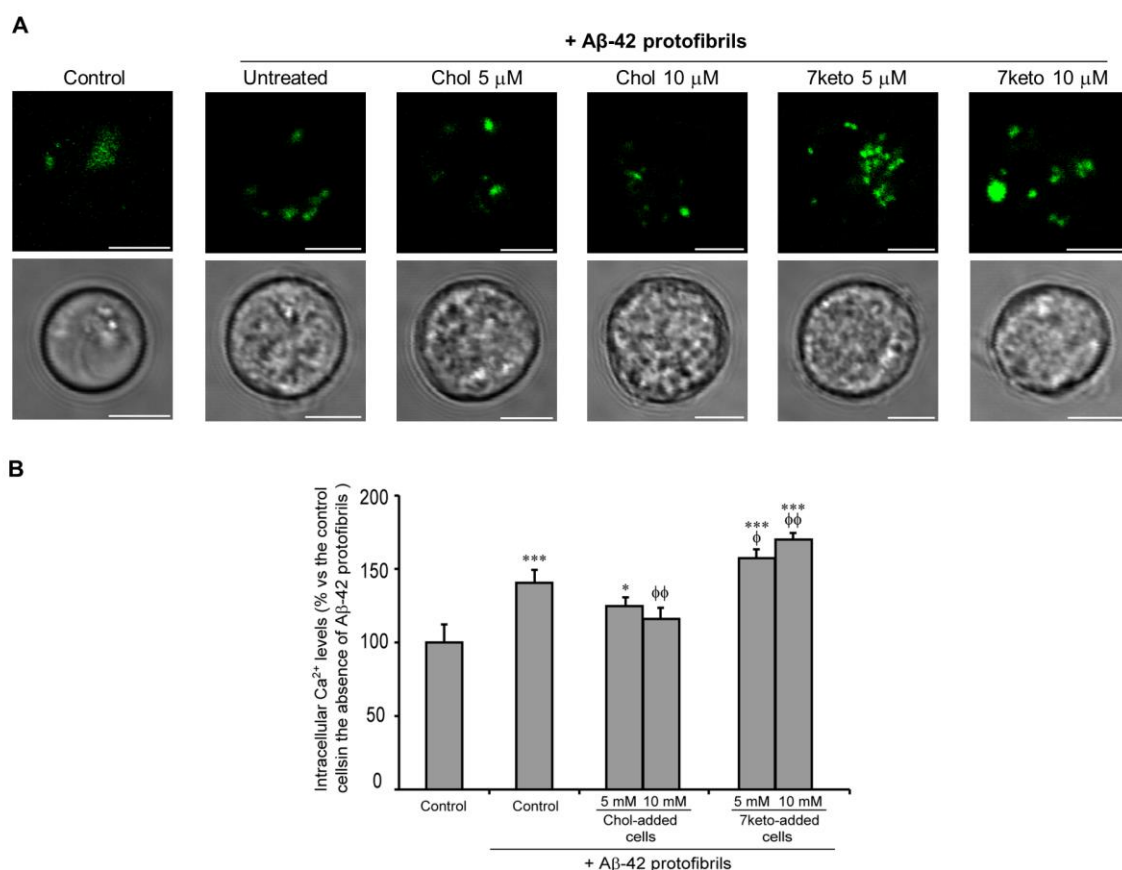 A
+ Aβ-42 protofibrils
Control
Untreated
Chol 5 μM
Chol 10 μM
7keto 5 μM
7keto 10 μM
B
Intracellular Ca²⁺ levels (% vs the control
cellsin the absence of Aβ-42 protofibrils )
200
150
100
50
0
***
*
ϕϕ
***
ϕ
***
ϕϕ
Control
Control
5 mM 10 mM
Chol-added
cells
5 mM 10 mM
7keto-added
cells
+ Aβ-42 protofibrils